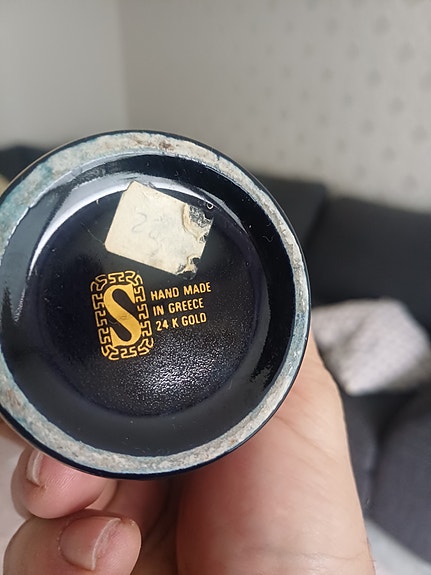 S
HAND MADE
IN GREECE
24 K GOLD